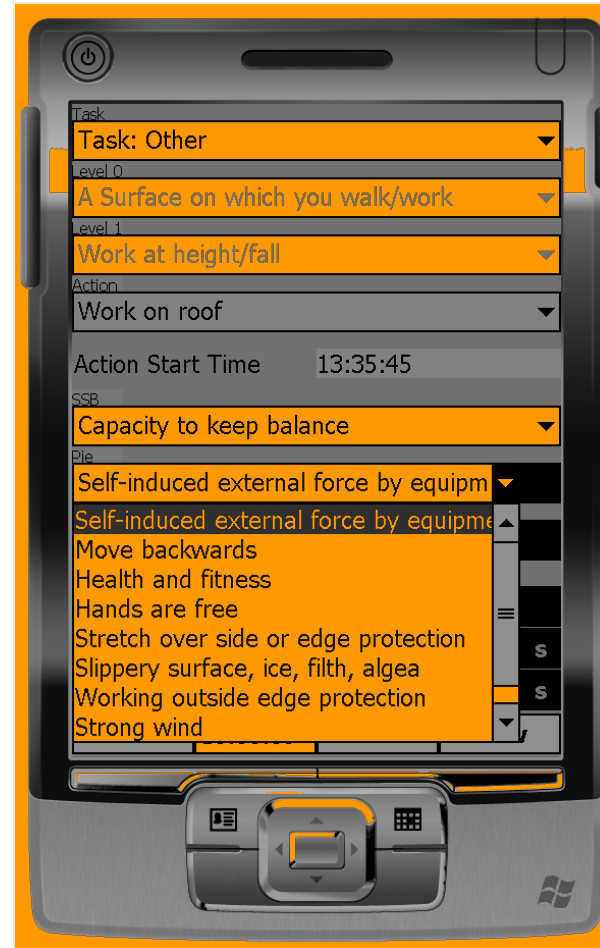 Task
Task: Other
Level 0
A Surface on which you walk/work
Level 1
Work at height/fall
Action
Work on roof
Action Start Time 13:35:45
SSB
Capacity to keep balance
Pie
Self-induced external force by equipm
Self-induced external force by equipme
Move backwards
Health and fitness
Hands are free
Stretch over side or edge protection
s
Slippery surface, ice, filth, algea
Working outside edge protection
s
Strong wind